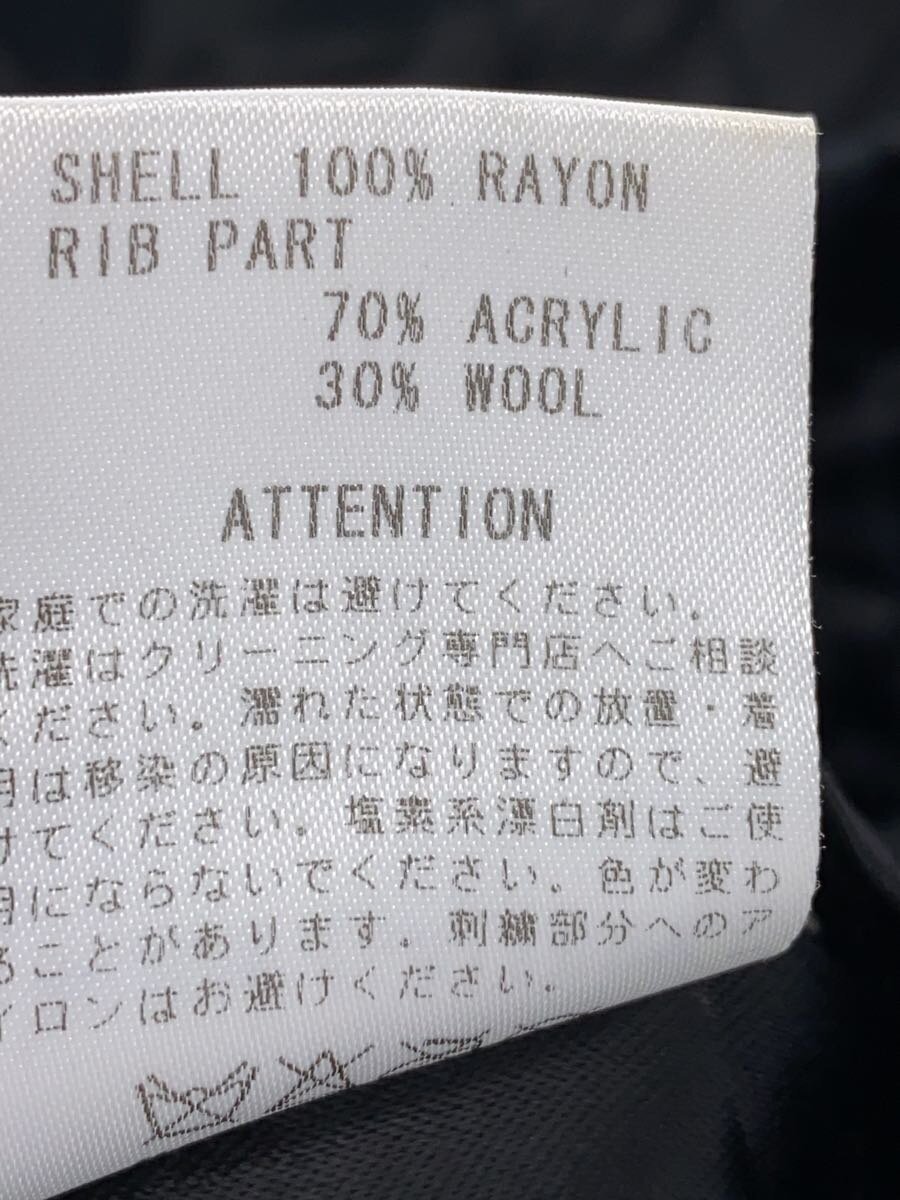 SHELL 100% RAYON
RIB PART
70% ACRYLIC
30% WOOL
ATTENTION
家庭での洗濯は避けてください。
洗濯はクリーニング専門店へご相談
ください。濡れた状態での放置・着
用は移染の原因になりますので、避
けてください。塩素系漂白剤はご使
用にならないでください。色が変わ
ることがあります。刺繍部分へのア
イロンはお避けください。